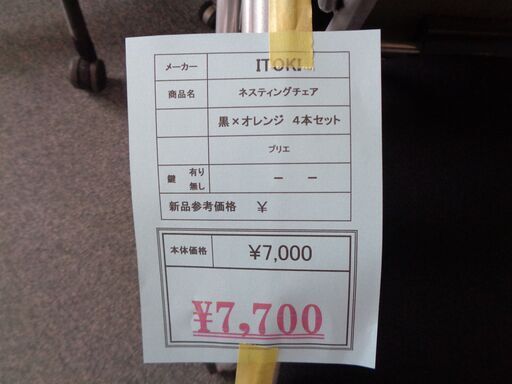 メーカー ITOKI
商品名 ネスティングチェア
黒×オレンジ 4本セット
プリエ
鍵 有り 無し － －
新品参考価格 ¥
本体価格 ¥7,000
¥7,700